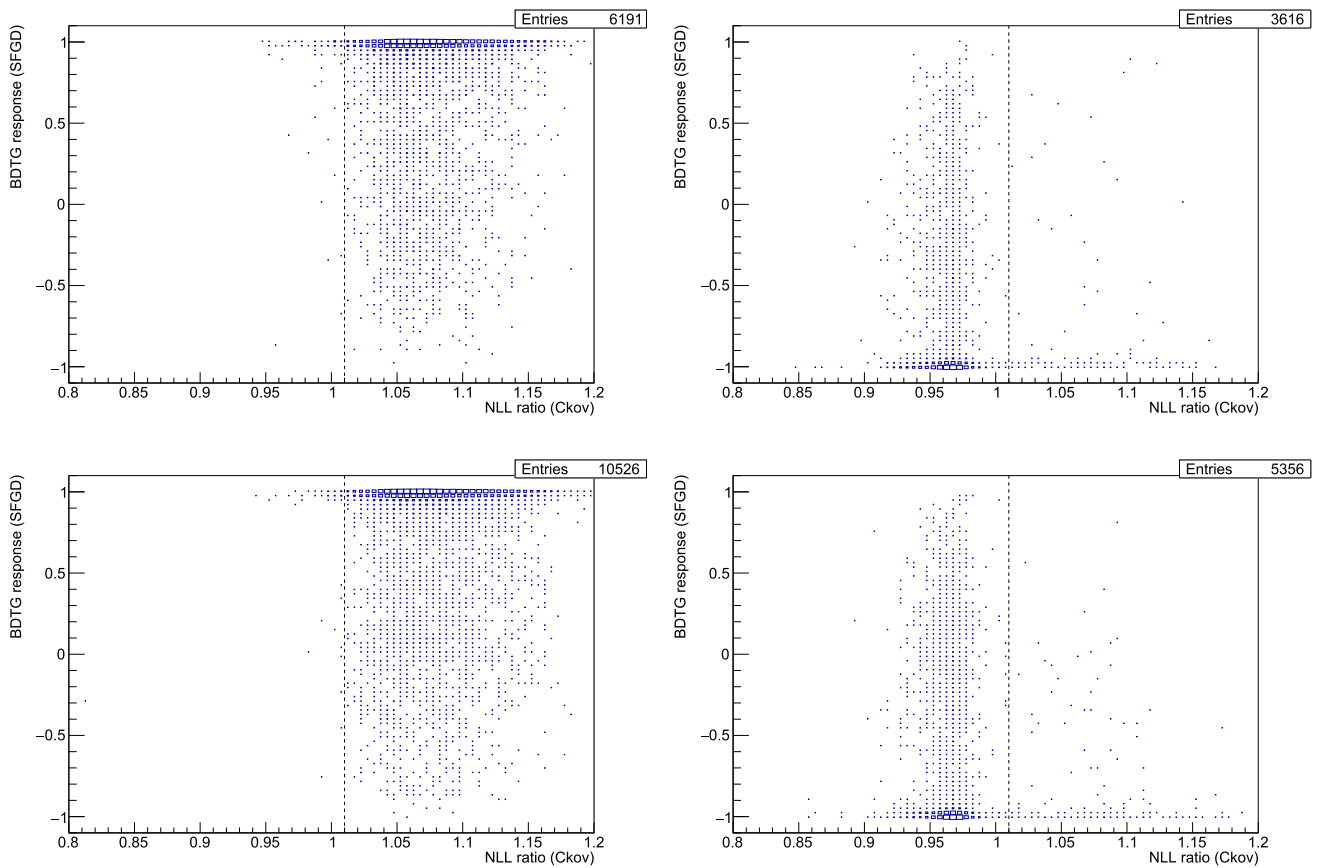 Entries 6191
BDTG response (SFGD)
1
0.5
0
−0.5
−1
0.8 0.85 0.9 0.95 1 1.05 1.1 1.15 1.2
NLL ratio (Ckov)
Entries 3616
BDTG response (SFGD)
1
0.5
0
−0.5
−1
0.8 0.85 0.9 0.95 1 1.05 1.1 1.15 1.2
NLL ratio (Ckov)
Entries 10526
BDTG response (SFGD)
1
0.5
0
−0.5
−1
0.8 0.85 0.9 0.95 1 1.05 1.1 1.15 1.2
NLL ratio (Ckov)
Entries 5356
BDTG response (SFGD)
1
0.5
0
−0.5
−1
0.8 0.85 0.9 0.95 1 1.05 1.1 1.15 1.2
NLL ratio (Ckov)